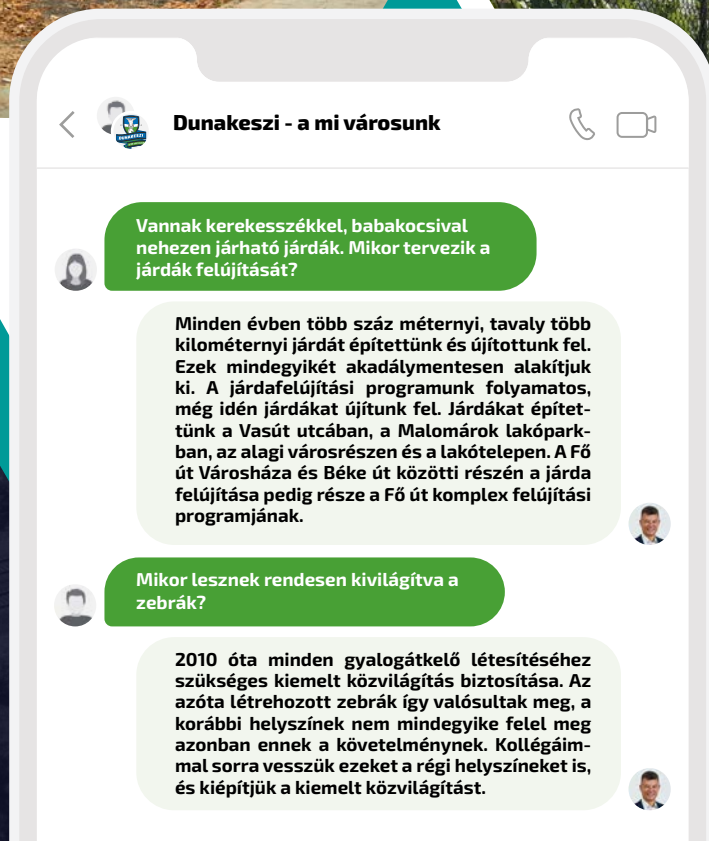 Dunakeszi - a mi városunk
DUNAKESZI
Vannak kerekesszékkel, babakocsival
nehezen járható járdák. Mikor tervezik a
járdák felújítását?
Minden évben több száz méternyi, tavaly több
kilométernyi járdát építettünk és újítottunk fel.
Ezek mindegyikét akadálymentesen alakítjuk
ki. A járdafelújítási programunk folyamatos,
még idén járdákat újítunk fel. Járdákat épitet-
tünk a Vasút utcában, a Malomárok lakópark-
ban, az alagi városrészen és a lakótelepen. A Fő
út Városháza és Béke út közötti részén a járda
felújítása pedig része a Fő út komplex felújítási
programjának.
Mikor lesznek rendesen kivilágítva a
zebrák?
2010 óta minden gyalogátkelő létesítéséhez
szükséges kiemelt közvilágítás biztosítása. Az
azóta létrehozott zebrák így valósultak meg, a
korábbi helyszínek nem mindegyike felel meg
azonban ennek a követelménynek. Kollégáim-
mal sorra vesszük ezeket a régi helyszíneket is,
és kiépítjük a kiemelt közvilágítást.